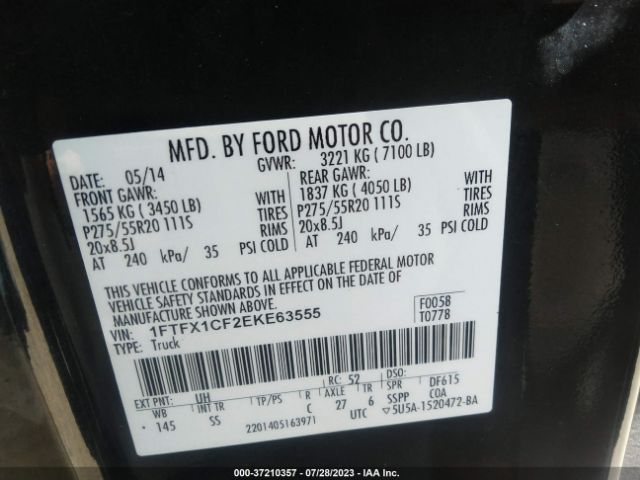 MFD. BY FORD MOTOR CO.
DATE: 05/14 GVWR: 3221 KG ( 7100 LB)
FRONT GAWR: REAR GAWR:
1565 KG ( 3450 LB) WITH 1837 KG ( 4050 LB) WITH
P275/55R20 111S TIRES P275/55R20 111S TIRES
20x8.5J RIMS 20x8.5J RIMS
AT 240 kPa/ 35 PSI COLD AT 240 kPa/ 35 PSI COLD
THIS VEHICLE CONFORMS TO ALL APPLICABLE FEDERAL MOTOR
VEHICLE SAFETY STANDARDS IN EFFECT ON THE DATE OF
MANUFACTURE SHOWN ABOVE.
VIN: 1FTFX1CF2EKE63555 F0058
TYPE: Truck T0778
EXT PNT: UH RC: 52 DSO:
WB INT TR TP/PS R AXLE TR SPR DF615
145 SS C 27 6 SSPP COA
2201405163971 UTC ▽5U5A-1520472-BA
000-37210357 / 07/28/2023 - IAA Inc.